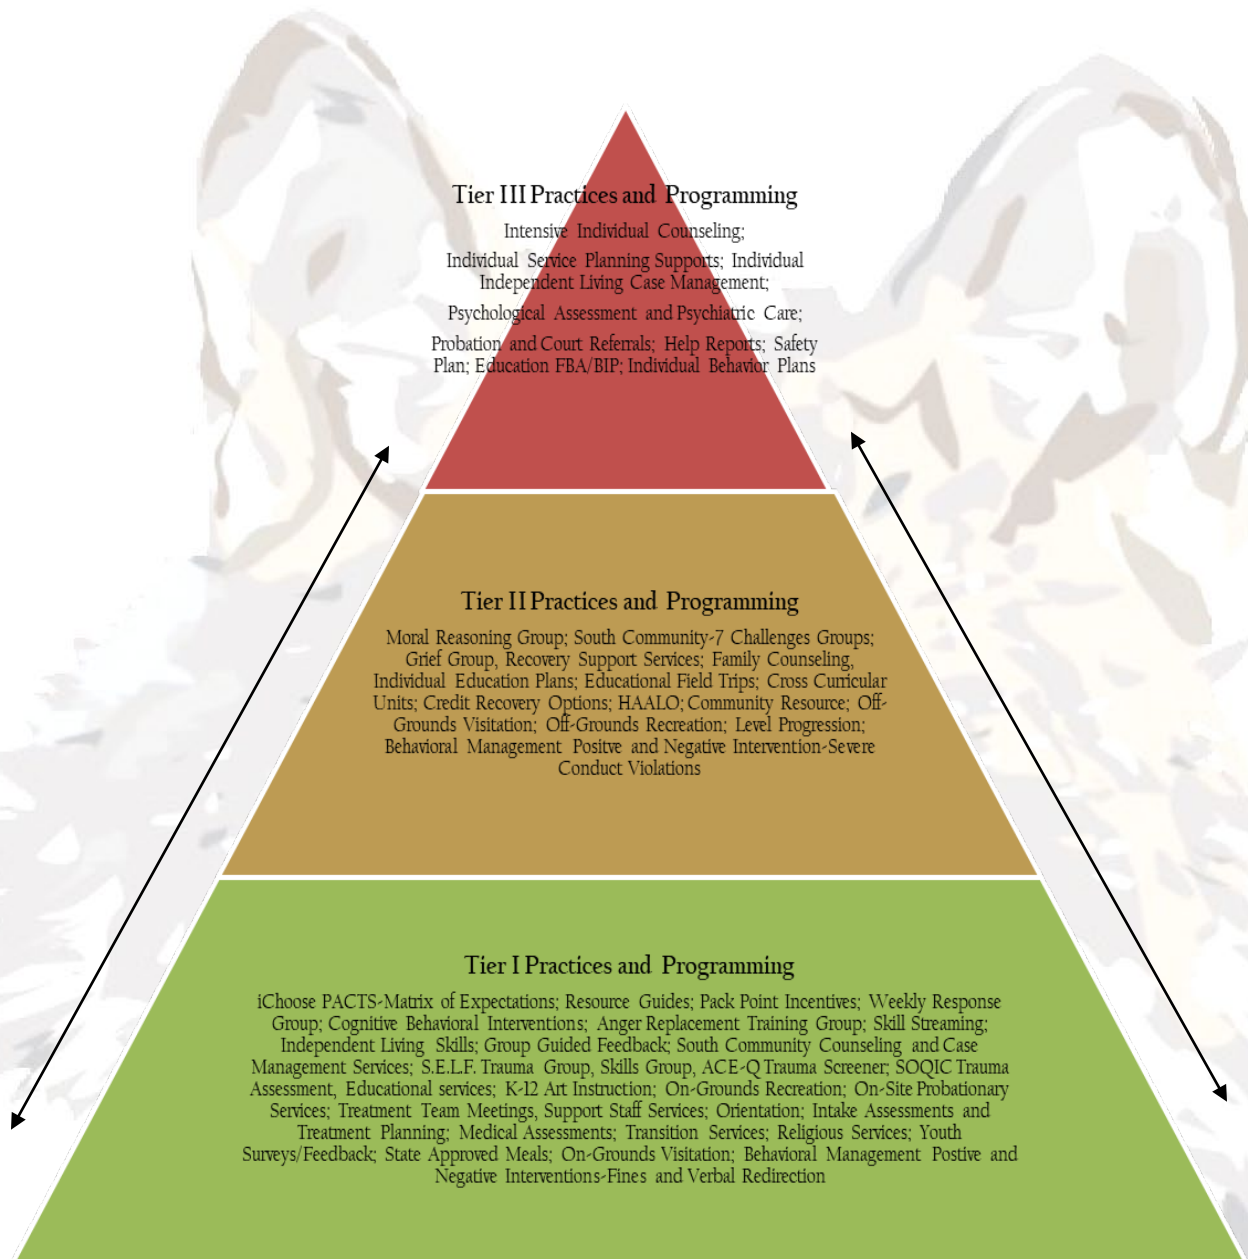 Tier III Practices and Programming
Intensive Individual Counseling;
Individual Service Planning Supports; Individual
Independent Living Case Management;
Psychological Assessment and Psychiatric Care;
Probation and Court Referrals; Help Reports; Safety
Plan; Education FBA/BIP; Individual Behavior Plans
Tier II Practices and Programming
Moral Reasoning Group; South Community-7 Challenges Groups;
Grief Group, Recovery Support Services; Family Counseling,
Individual Education Plans; Educational Field Trips; Cross Curricular
Units; Credit Recovery Options; HAALO; Community Resource; Off-
Grounds Visitation; Off-Grounds Recreation; Level Progression;
Behavioral Management Positve and Negative Intervention-Severe
Conduct Violations
Tier I Practices and Programming
iChoose PACTS-Matrix of Expectations; Resource Guides; Pack Point Incentives; Weekly Response
Group; Cognitive Behavioral Interventions; Anger Replacement Training Group; Skill Streaming;
Independent Living Skills; Group Guided Feedback; South Community Counseling and Case
Management Services; S.E.L.F. Trauma Group, Skills Group, ACE-Q Trauma Screener; SOQIC Trauma
Assessment, Educational services; K-12 Art Instruction; On-Grounds Recreation; On-Site Probationary
Services; Treatment Team Meetings, Support Staff Services; Orientation; Intake Assessments and
Treatment Planning; Medical Assessments; Transition Services; Religious Services; Youth
Surveys/Feedback; State Approved Meals; On-Grounds Visitation; Behavioral Management Postive and
Negative Interventions-Fines and Verbal Redirection